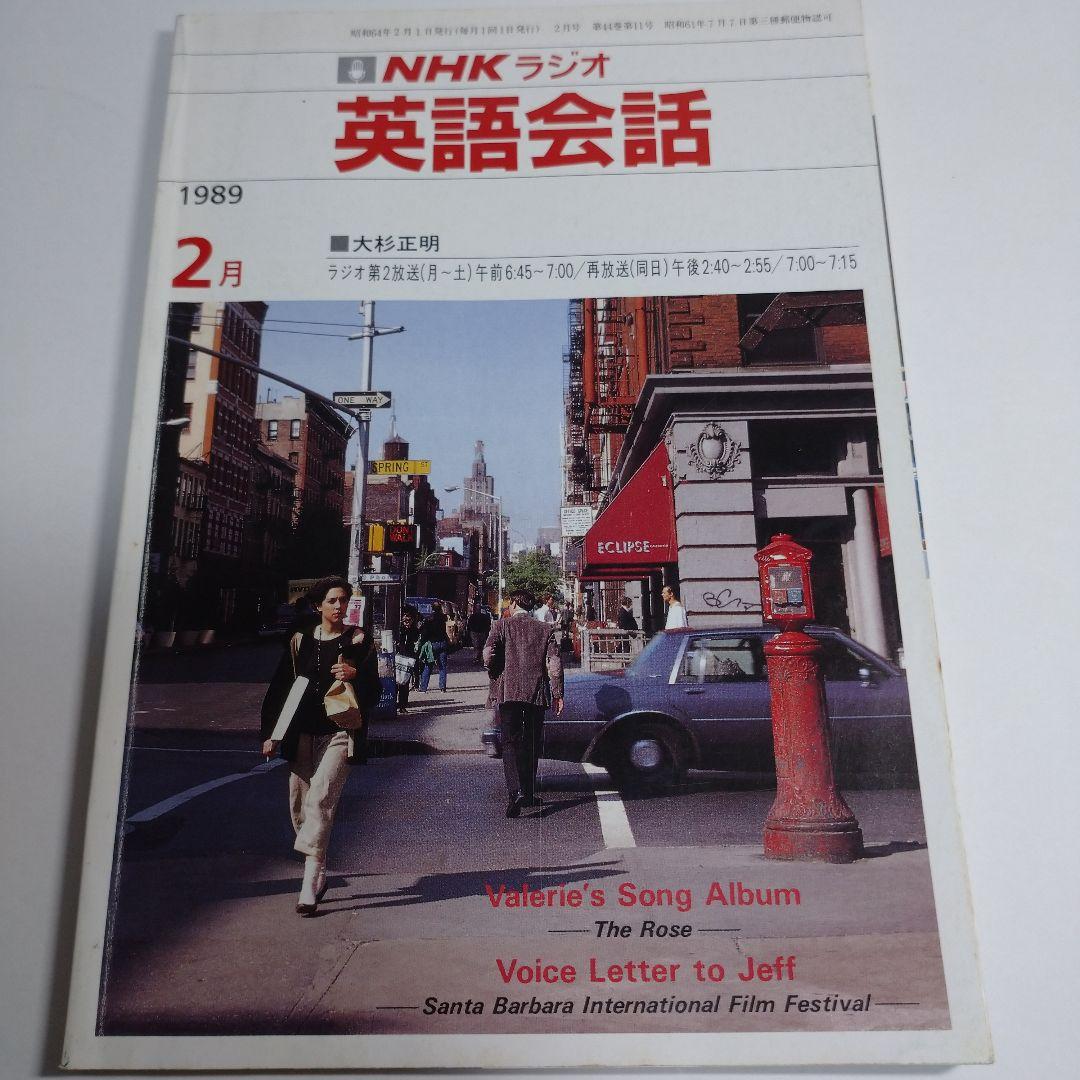 昭和64年2月1日発行(毎月1回1日発行) 2月号 第44巻第11号 昭和61年7月7日第三種郵便物認可
NHKラジオ
英語会話
1989
2月
■大杉正明
ラジオ第2放送(月～土)午前6:45～7:00/再放送(同日)午後2:40～2:55/7:00～7:15
ONE WAY
SPRING ST
DON'T WALK
ECLIPSE
Valerie's Song Album
The Rose
Voice Letter to Jeff
Santa Barbara International Film Festival